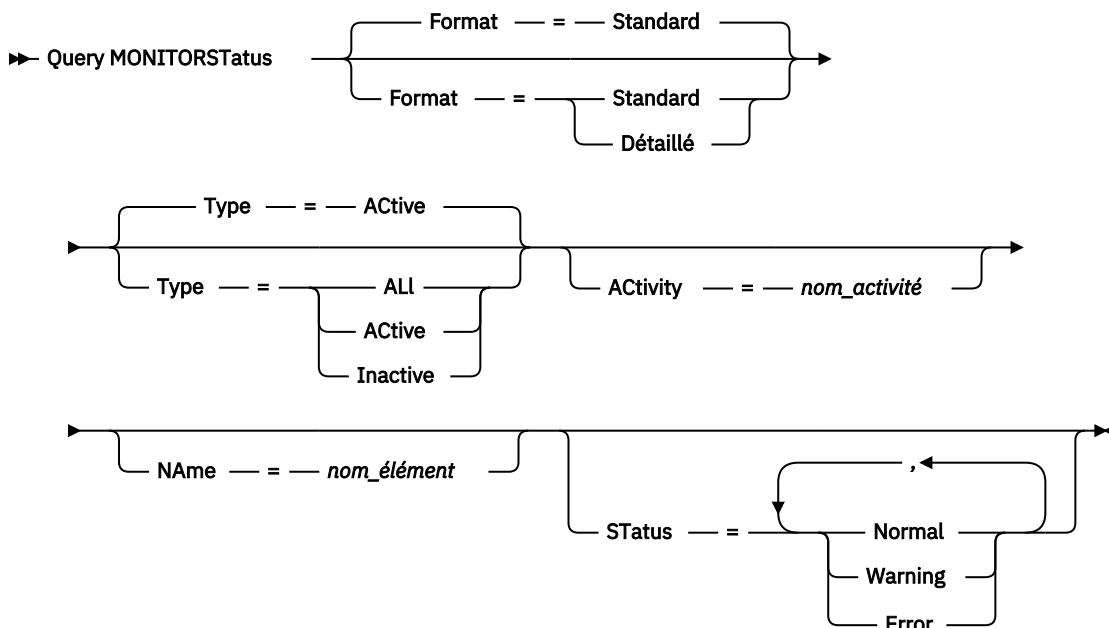 Format = Standard
Query MONITORSTatus
Format = Standard
Détaillé
Type = ACtive
Type = ALl
ACtivity = nom_activité
ACtive
Inactive
NAme = nom_élément
,
STatus = Normal
Warning
Error